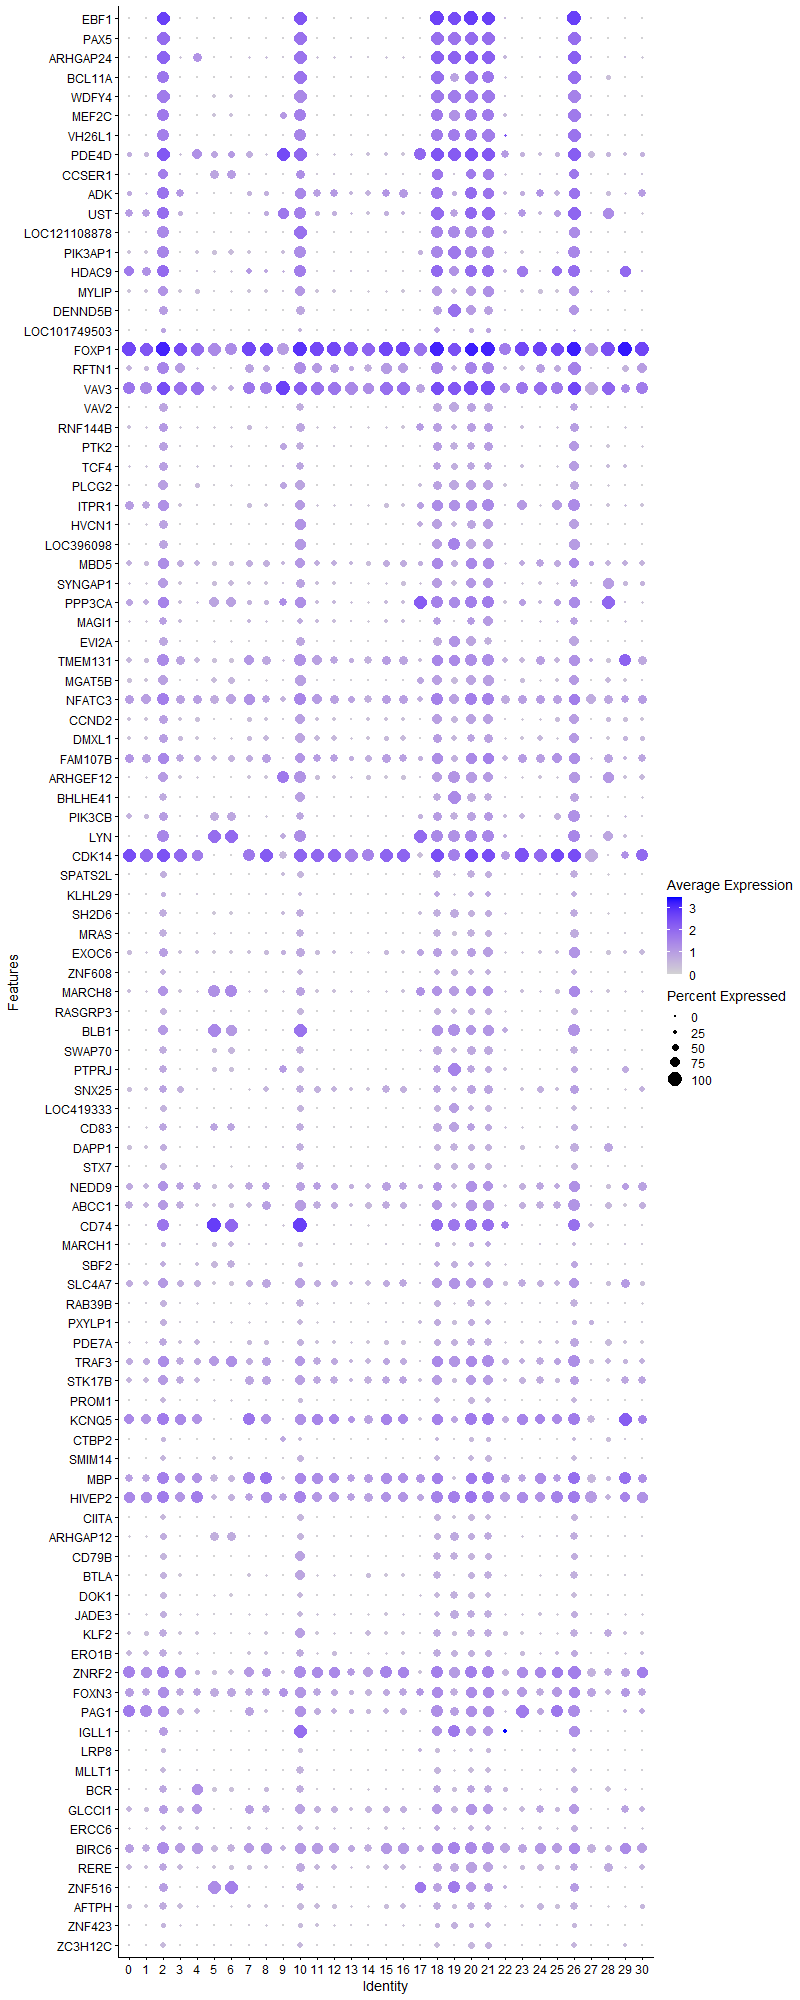 EBF1
PAX5
ARHGAP24
BCL11A
WDFY4
MEF2C
VH26L1
PDE4D
CCSER1
ADK
UST
LOC121108878
PIK3AP1
HDAC9
MYLIP
DENND5B
LOC101749503
FOXP1
RFTN1
VAV3
VAV2
RNF144B
PTK2
TCF4
PLCG2
ITPR1
HVCN1
LOC396098
MBD5
SYNGAP1
PPP3CA
MAGI1
EVI2A
TMEM131
MGAT5B
NFATC3
CCND2
DMXL1
FAM107B
ARHGEF12
BHLHE41
PIK3CB
LYN
CDK14
SPATS2L
KLHL29
SH2D6
MRAS
EXOC6
ZNF608
MARCH8
RASGRP3
BLB1
SWAP70
PTPRJ
SNX25
LOC419333
CD83
DAPP1
STX7
NEDD9
ABCC1
CD74
MARCH1
SBF2
SLC4A7
RAB39B
PXYLP1
PDE7A
TRAF3
STK17B
PROM1
KCNQ5
CTBP2
SMIM14
MBP
HIVEP2
CIITA
ARHGAP12
CD79B
BTLA
DOK1
JADE3
KLF2
ERO1B
ZNRF2
FOXN3
PAG1
IGLL1
LRP8
MLLT1
BCR
GLCCI1
ERCC6
BIRC6
RERE
ZNF516
AFTPH
ZNF423
ZC3H12C
0 1 2 3 4 5 6 7 8 9 10 11 12 13 14 15 16 17 18 19 20 21 22 23 24 25 26 27 28 29 30
Identity
Features
Average Expression
3
2
1
0
Percent Expressed
0
25
50
75
100